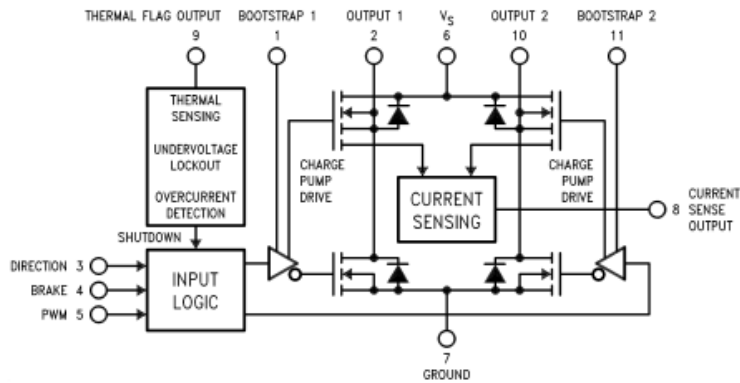 THERMAL FLAG OUTPUT
9
BOOTSTRAP 1
1
OUTPUT 1
2
VS
6
OUTPUT 2
10
BOOTSTRAP 2
11
THERMAL
SENSING
UNDERVOLTAGE
LOCKOUT
OVERCURRENT
DETECTION
SHUTDOWN
CHARGE
PUMP
DRIVE
CURRENT
SENSING
CHARGE
PUMP
DRIVE
8 CURRENT
SENSE
OUTPUT
DIRECTION 3
BRAKE 4
PWM 5
INPUT
LOGIC
7
GROUND